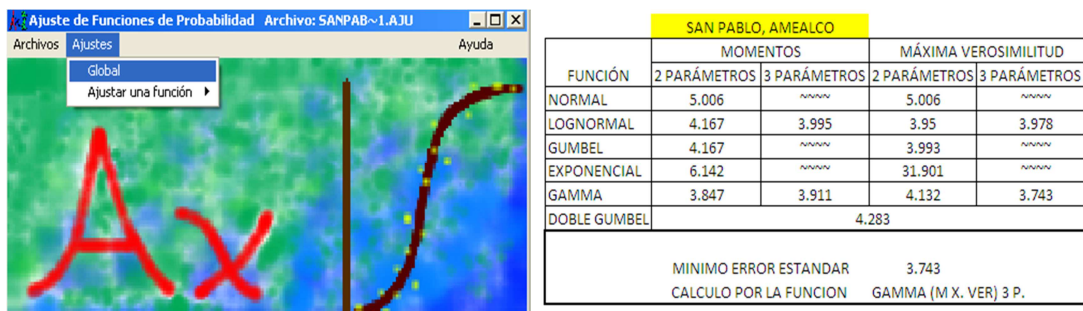 Ajuste de Funciones de Probabilidad Archivo: SANPAB~1.AJU
Archivos Ajustes Ayuda
Global
Ajustar una función
Ax
SAN PABLO, AMEALCO
MOMENTOS MÁXIMA VEROSIMILITUD
FUNCIÓN 2 PARÁMETROS 3 PARÁMETROS 2 PARÁMETROS 3 PARÁMETROS
NORMAL 5.006 ~~~~ 5.006 ~~~~
LOGNORMAL 4.167 3.995 3.95 3.978
GUMBEL 4.167 ~~~~ 3.993 ~~~~
EXPONENCIAL 6.142 ~~~~ 31.901 ~~~~
GAMMA 3.847 3.911 4.132 3.743
DOBLE GUMBEL 4.283
MINIMO ERROR ESTANDAR 3.743
CALCULO POR LA FUNCION GAMMA (M X. VER) 3 P.